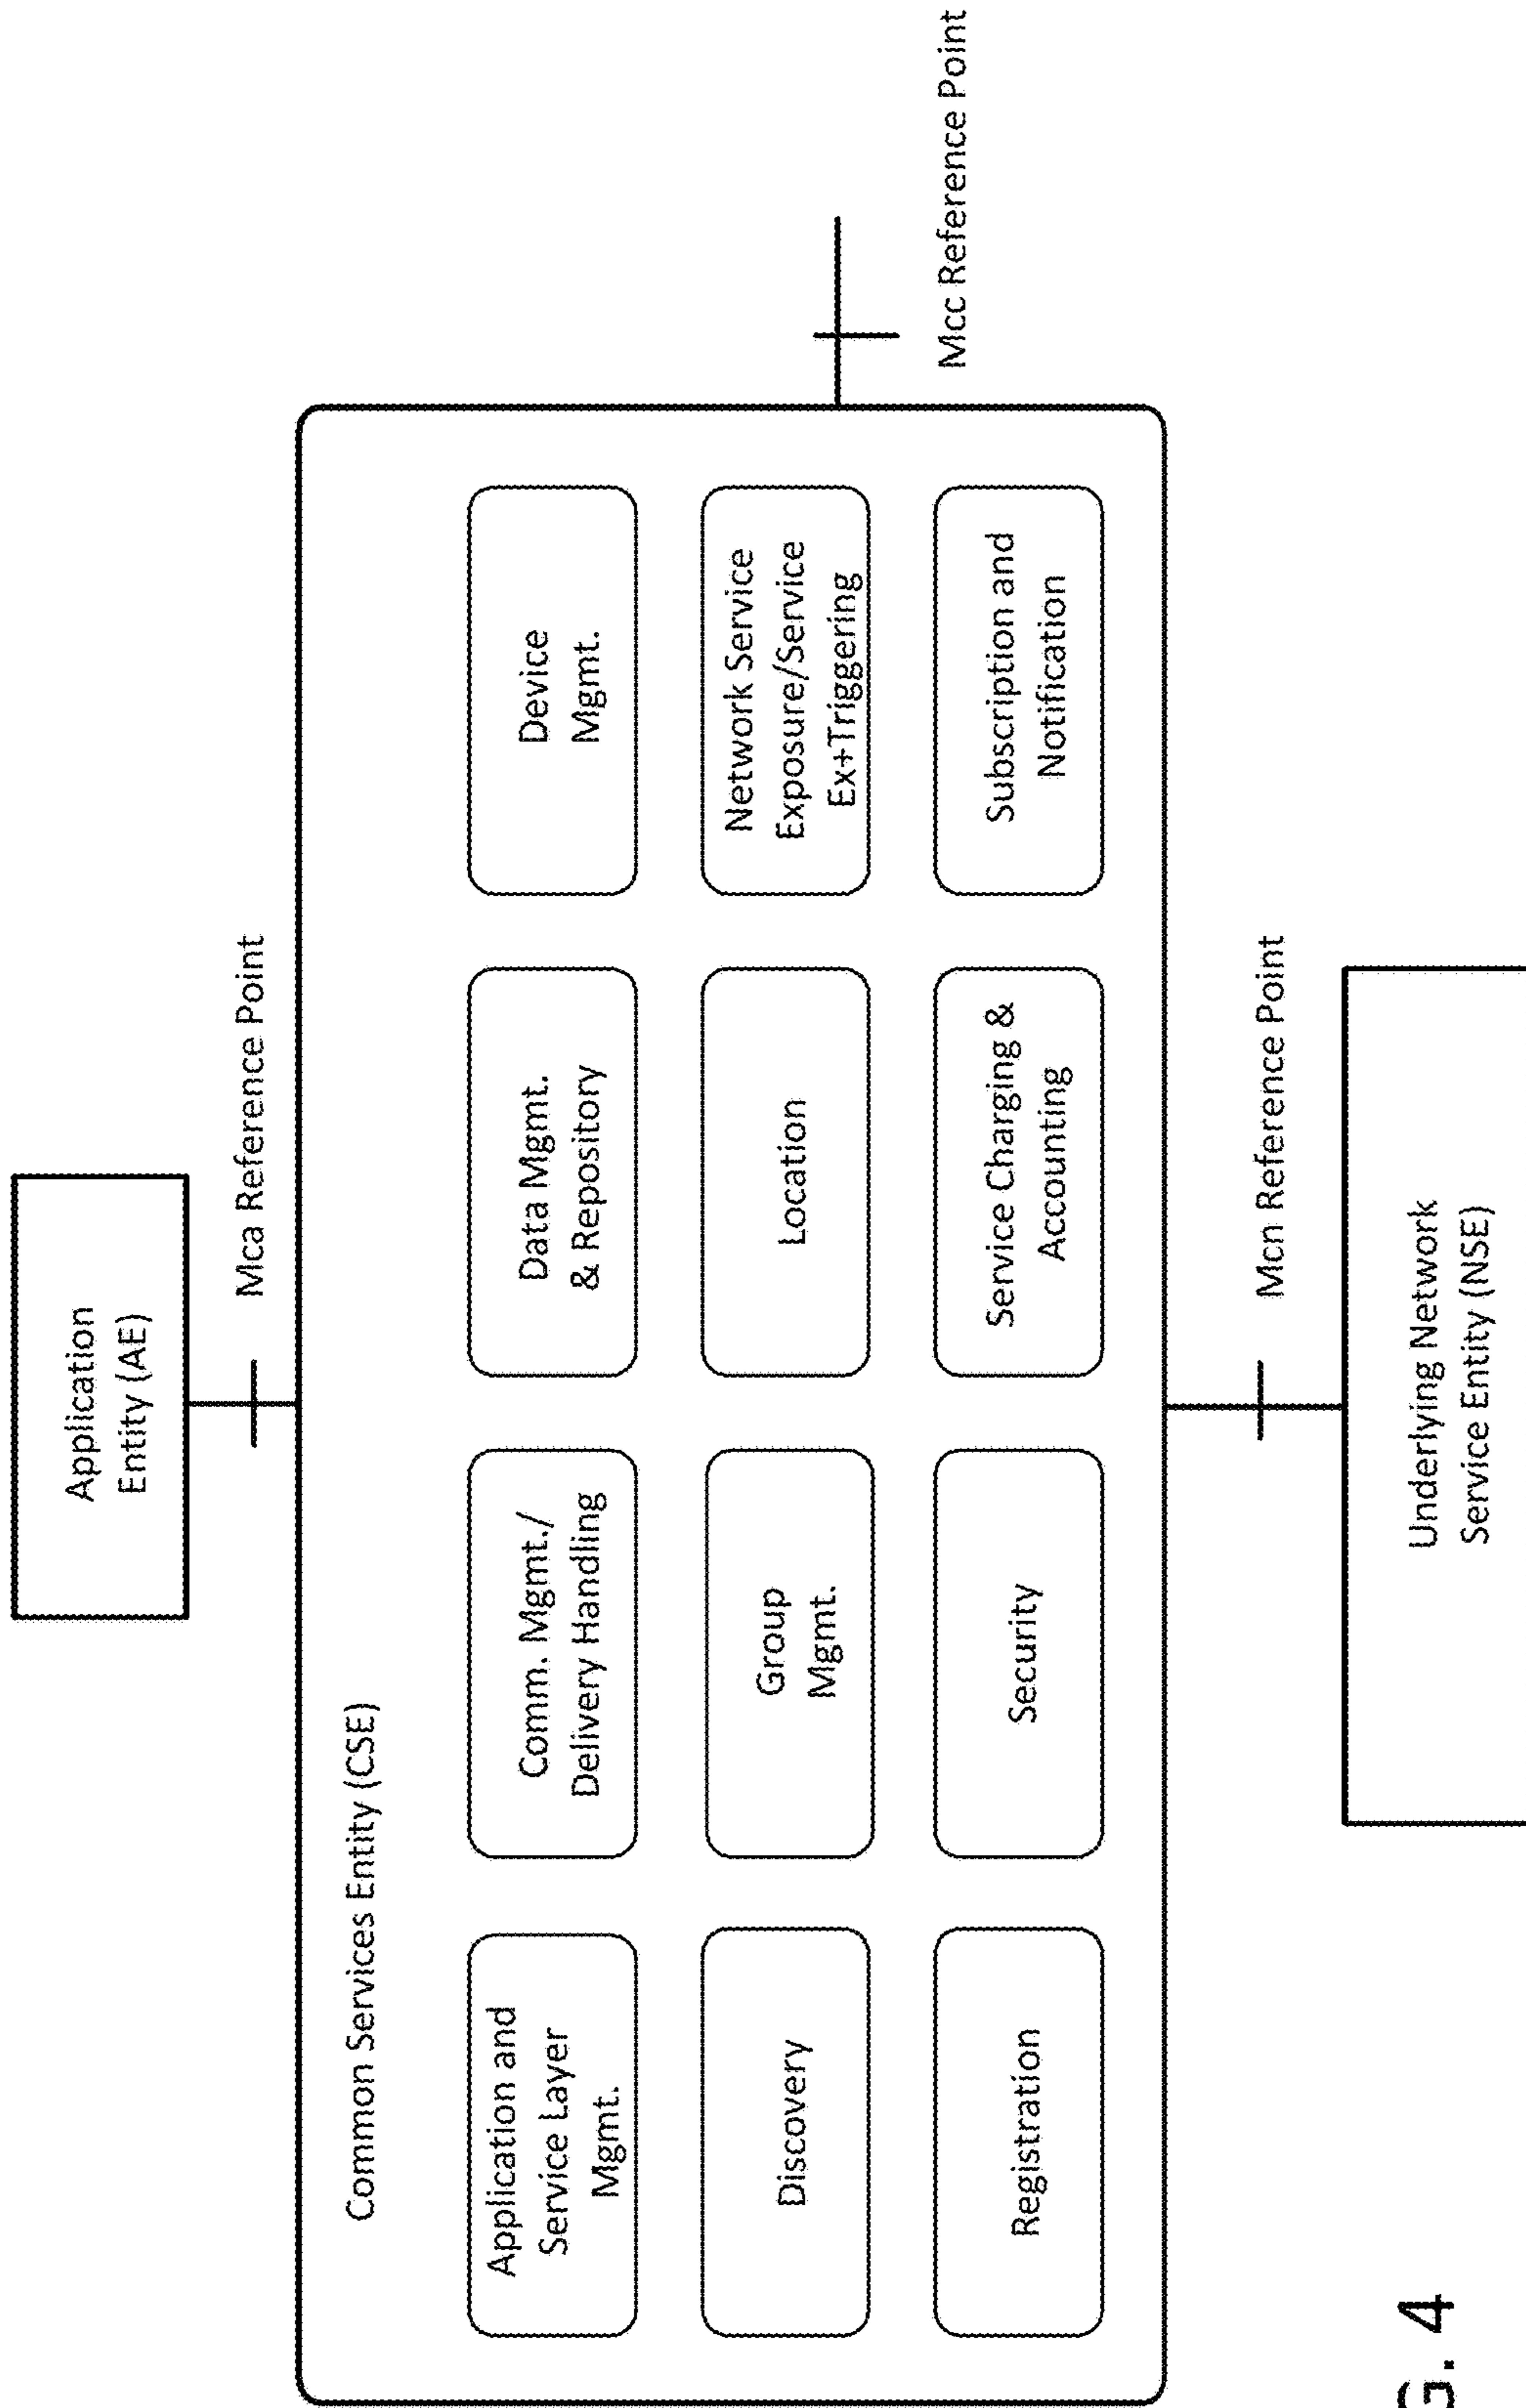 Application
Entity (AE)
Mca Reference Point
Common Services Entity (CSE)
Application and
Service Layer
Mgmt.
Comm. Mgmt./
Delivery Handling
Data Mgmt.
& Repository
Device
Mgmt.
Discovery
Group
Mgmt.
Location
Network Service
Exposure/Service
Ex+Triggering
Registration
Security
Service Charging &
Accounting
Subscription and
Notification
Mcc Reference Point
Mcn Reference Point
Underlying Network
Service Entity (NSE)
G. 4